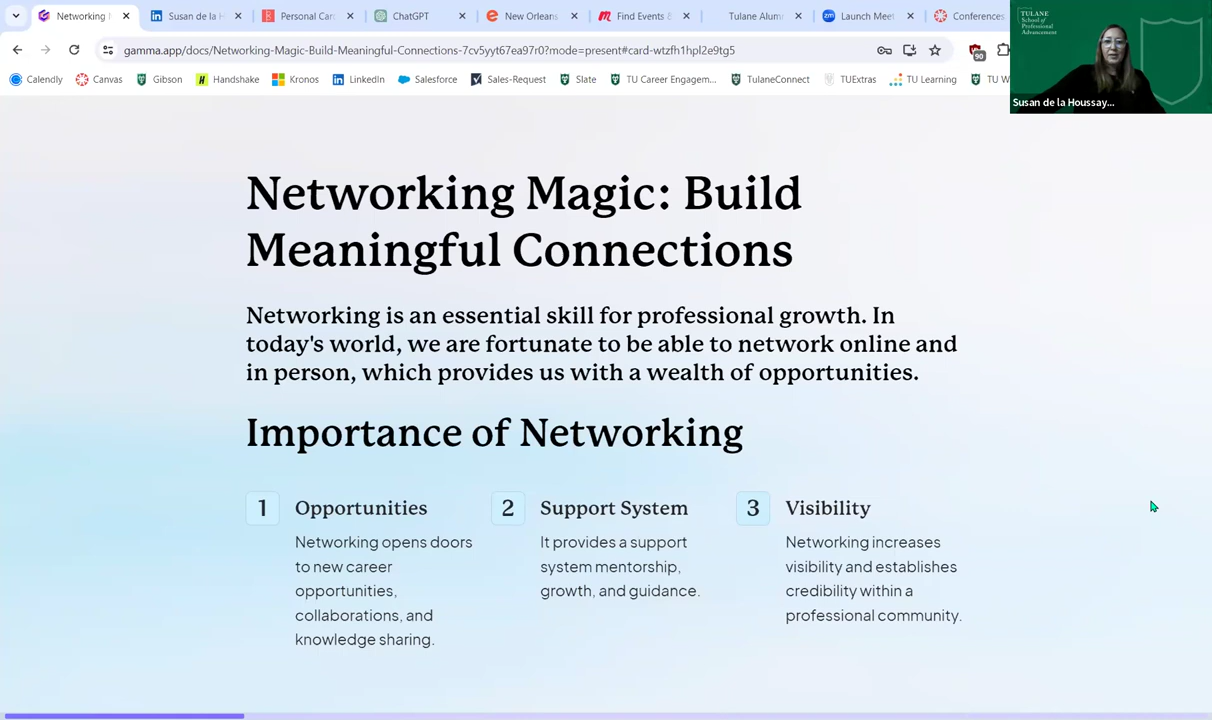 Networking
Susan de la H
Personal Car
ChatGPT
New Orleans
Find Events &
Tulane Alum
Launch Meet
Conferences
gamma.app/docs/Networking-Magic-Build-Meaningful-Connections-7cv5yyt67ea97r0?mode=present#card-wtzfh1hpl2e9tg5
90
Calendly
Canvas
Gibson
Handshake
Kronos
LinkedIn
Salesforce
Sales-Request
Slate
TU Career Engagem...
TulaneConnect
TUExtras
TU Learning
TU W
TULANE
School of
Professional
Advancement
Susan de la Houssay...
Networking Magic: Build
Meaningful Connections
Networking is an essential skill for professional growth. In
today's world, we are fortunate to be able to network online and
in person, which provides us with a wealth of opportunities.
Importance of Networking
1 Opportunities
Networking opens doors
to new career
opportunities,
collaborations, and
knowledge sharing.
2 Support System
It provides a support
system mentorship,
growth, and guidance.
3 Visibility
Networking increases
visibility and establishes
credibility within a
professional community.